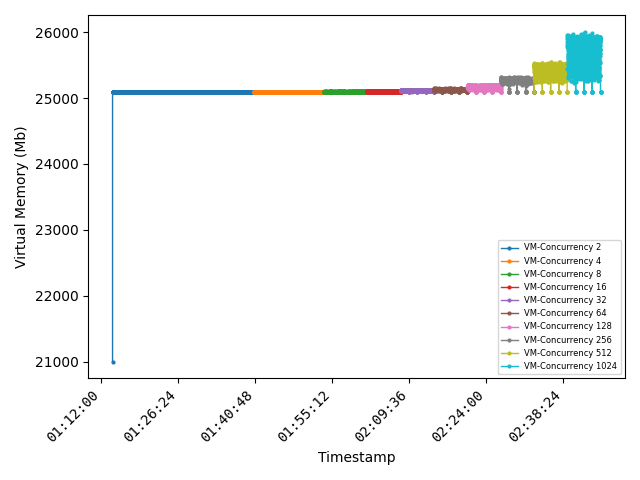 26000
25000
24000
23000
22000
21000
Virtual Memory (Mb)
VM-Concurrency 2
VM-Concurrency 4
VM-Concurrency 8
VM-Concurrency 16
VM-Concurrency 32
VM-Concurrency 64
VM-Concurrency 128
VM-Concurrency 256
VM-Concurrency 512
VM-Concurrency 1024
01:12:00
01:26:24
01:40:48
01:55:12
02:09:36
02:24:00
02:38:24
Timestamp